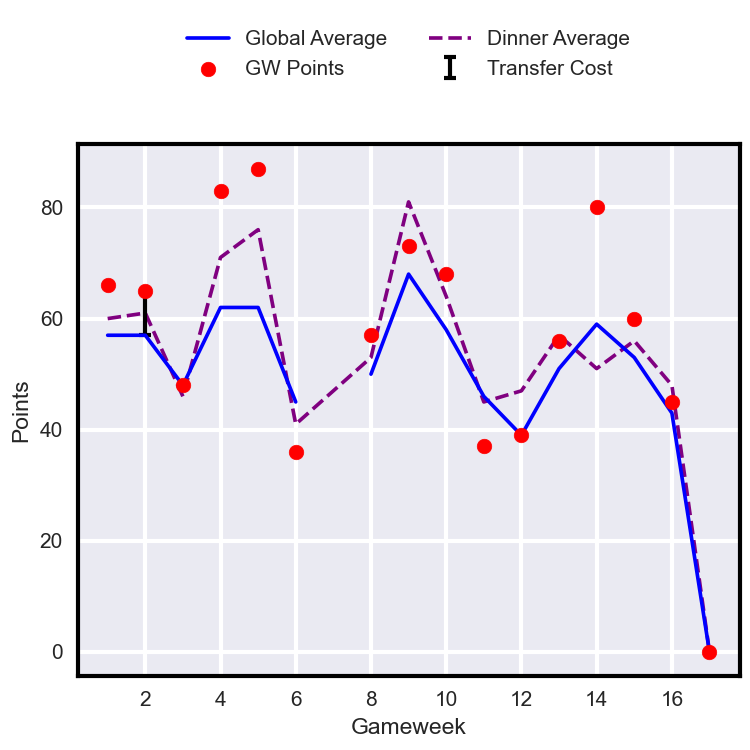 Global Average
Dinner Average
GW Points
Transfer Cost
80
60
40
20
0
Points
2 4 6 8 10 12 14 16
Gameweek